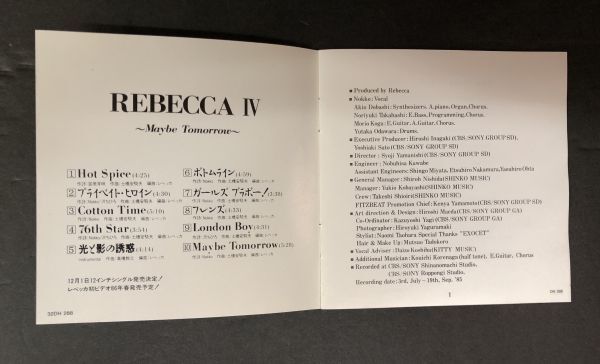 REBECCA IV
~Maybe Tomorrow~
1 Hot Spice (4:25)
2 プライベイト・ヒロイン (4:30)
3 Cotton Time (5:10)
4 76th Star (3:54)
5 光と影の誘惑 (4:14)
6 ボトムライン (4:59)
7 ガールズ ブラボー! (3:38)
8 フレンズ (4:33)
9 London Boy (4:31)
10 Maybe Tomorrow (5:28)
12月1日12インチシングル発売決定!
レベッカ初ビデオ86年春発売予定!
32DH 288
■ Produced by Rebecca
■ Nokko: Vocal
Akio Dobashi: Synthesizers, A.piano, Organ, Chorus.
Noriyuki Takahashi: E.Bass, Programming, Chorus.
Morio Koga: E.Guitar, A.Guitar, Chorus.
Yutaka Odawara: Drums.
■ Executive Producer: Hiroshi Inagaki (CBS/SONY GROUP SD),
Yoshiaki Sato (CBS/SONY GROUP SD),
■ Director: Syoji Yamanishi (CBS/SONY GROUP SD)
■ Engineer: Nobuhisa Kawabe
Assistant Engineers: Shingo Miyata, Etsuhiro Nakamura, Yasuhiro Ohta
■ General Manager: Shiroh Nishida (SHINKO MUSIC)
Manager: Yukio Kobayashi (SHINKO MUSIC)
Crew: Takeshi Shikoiri (SHINKO MUSIC)
FITZBEAT Promotion Chief: Kenya Yamamoto (CBS/SONY GROUP SD)
■ Art direction & Design: Hiroshi Maeda (CBS/SONY GROUP GA)
Co-Ordinator: Kazuyoshi Yagi (CBS/SONY GROUP GA)
Photographer: Hiroyuki Yaguramaki
Stylist: Naomi Taohara Special Thanks "EXOCET"
Hair & Make Up: Mutsuo Tadokoro
■ Vocal Adviser: Daiza Koshiba (KITTY MUSIC)
■ Additional Musician: Kouichi Korenaga (half tone), E.Guitar, Chorus
■ Recorded at CBS/SONY Shinanomachi Studio,
CBS/SONY Roppongi Studio.
Recording date: 3rd, July–19th, Sep. '85
1